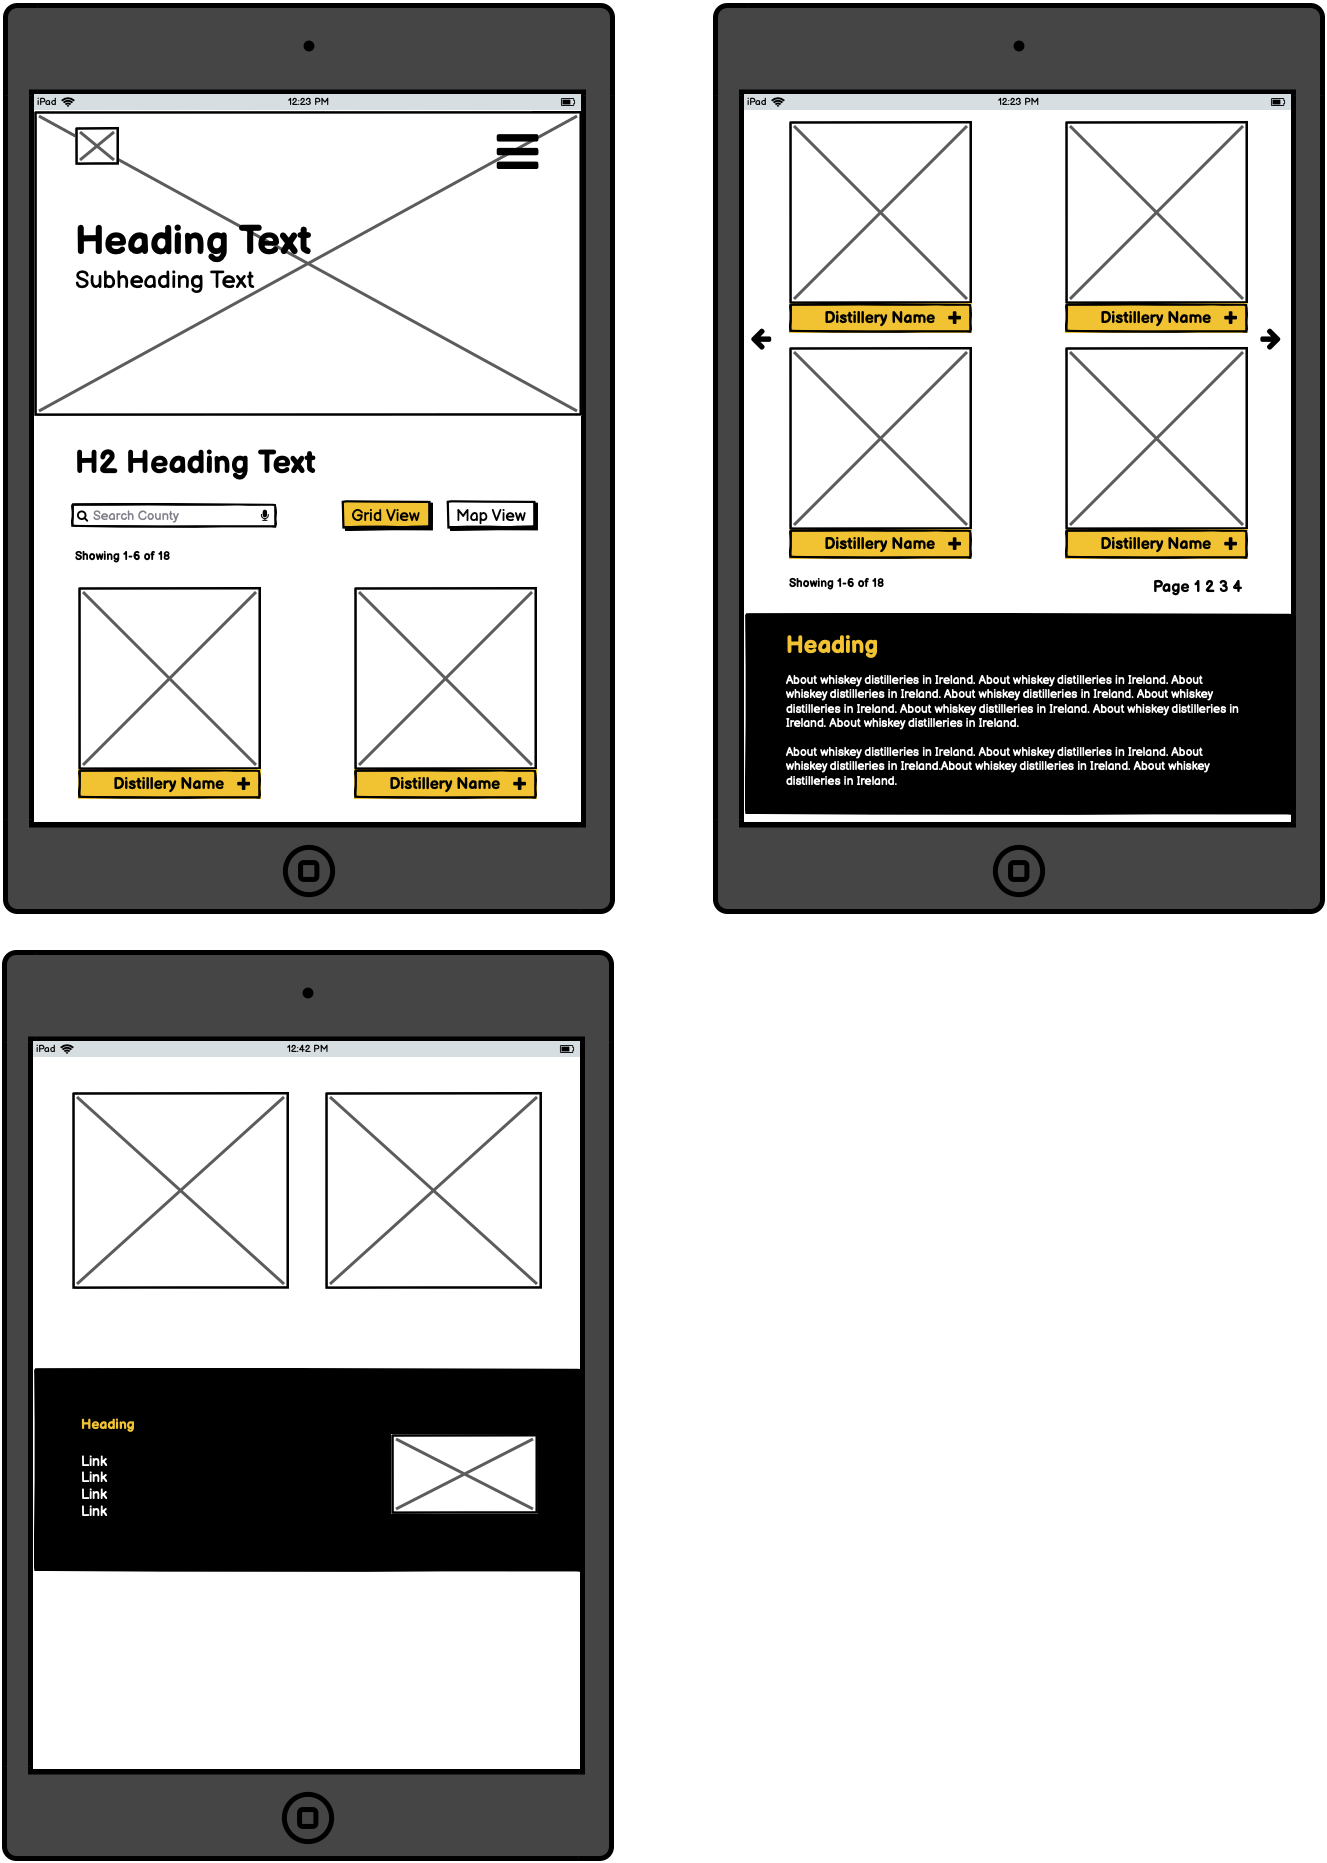 iPad 12:23 PM
Heading Text
Subheading Text
H2 Heading Text
Search County
Grid View
Map View
Showing 1-6 of 18
Distillery Name +
Distillery Name +
iPad 12:23 PM
Distillery Name +
Distillery Name +
Distillery Name +
Distillery Name +
Showing 1-6 of 18
Page 1 2 3 4
Heading
About whiskey distilleries in Ireland. About whiskey distilleries in Ireland. About
whiskey distilleries in Ireland. About whiskey distilleries in Ireland. About whiskey
distilleries in Ireland. About whiskey distilleries in Ireland. About whiskey distilleries in
Ireland. About whiskey distilleries in Ireland.
About whiskey distilleries in Ireland. About whiskey distilleries in Ireland. About
whiskey distilleries in Ireland.About whiskey distilleries in Ireland. About whiskey
distilleries in Ireland.
iPad 12:42 PM
Heading
Link
Link
Link
Link